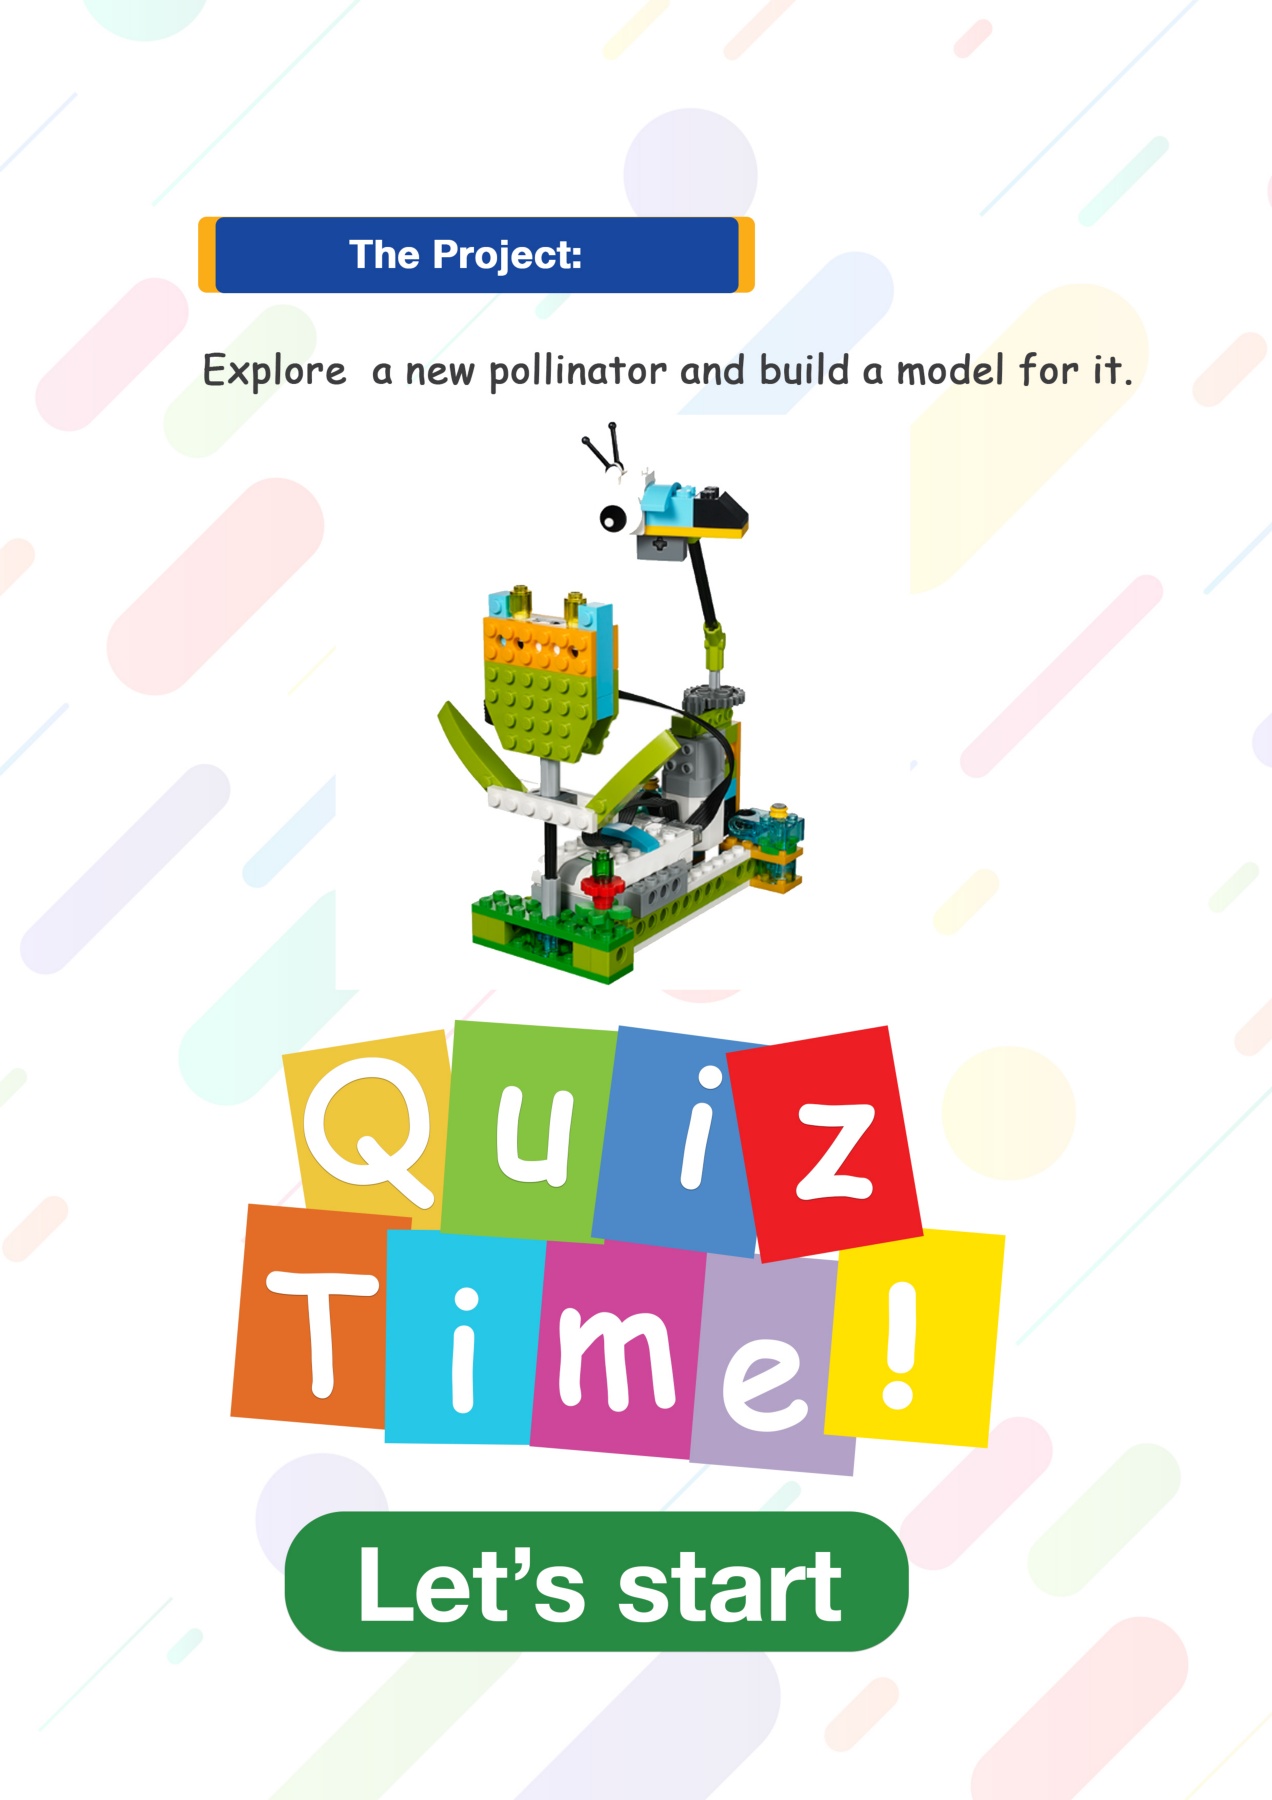 The Project:
Explore a new pollinator and build a model for it.
Quiz
Time!
Let's start